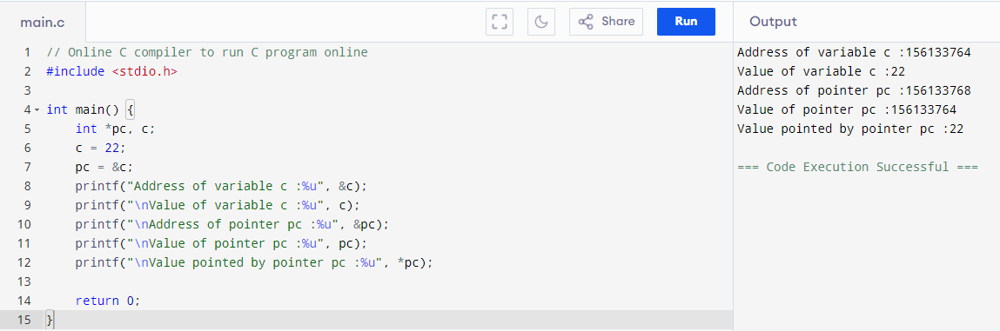 main.c
Share
Run
Output
1 // Online C compiler to run C program online
2 #include <stdio.h>
3
4 int main() {
5     int *pc, c;
6     c = 22;
7     pc = &c;
8     printf("Address of variable c :%u", &c);
9     printf("\nValue of variable c :%u", c);
10     printf("\nAddress of pointer pc :%u", &pc);
11     printf("\nValue of pointer pc :%u", pc);
12     printf("\nValue pointed by pointer pc :%u", *pc);
13
14     return 0;
15 }
Address of variable c :156133764
Value of variable c :22
Address of pointer pc :156133768
Value of pointer pc :156133764
Value pointed by pointer pc :22
=== Code Execution Successful ===